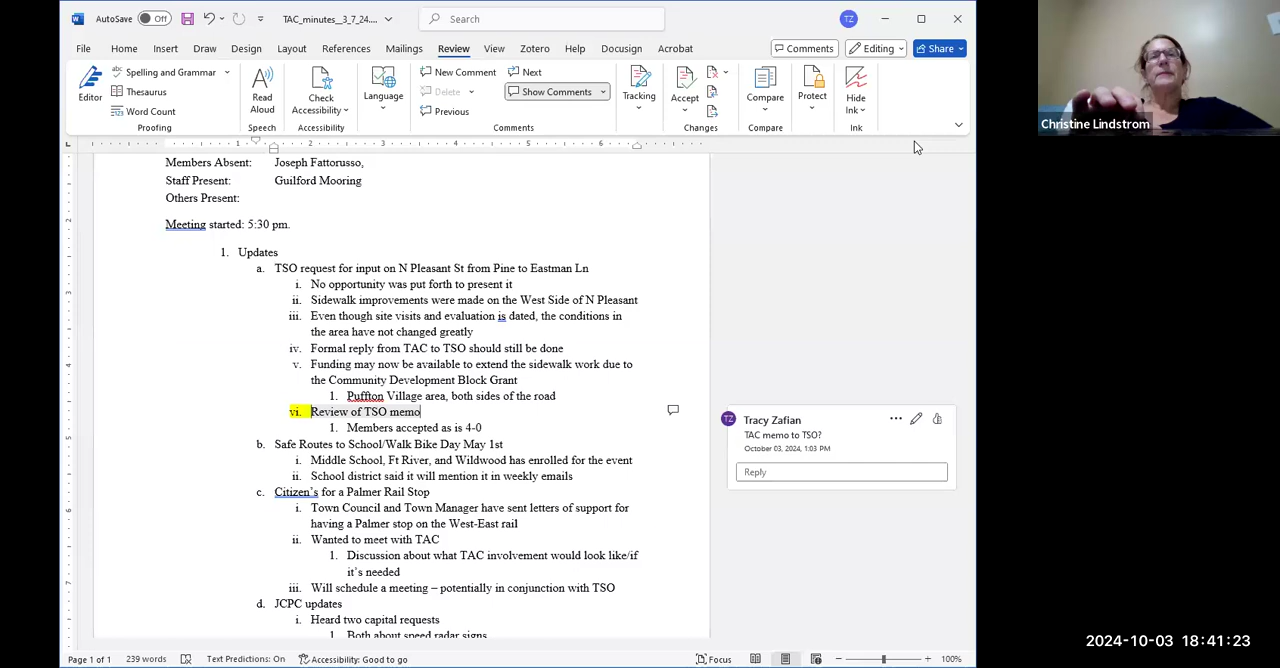 AutoSave Off TAC_minutes_3_7_24.... Search TZ
File Home Insert Draw Design Layout References Mailings Review View Zotero Help Docusign Acrobat Comments Editing Share
Editor
Spelling and Grammar
Thesaurus
Word Count
Proofing
Read Aloud
Speech
Check Accessibility
Accessibility
Language
New Comment
Delete
Previous
Next
Show Comments
Comments
Tracking
Accept
Changes
Compare
Compare
Protect
Hide Ink
Ink
Christine Lindstrom
1 2 3 4 5 6
Members Absent: Joseph Fattorusso,
Staff Present: Guilford Mooring
Others Present:
Meeting started: 5:30 pm.
1. Updates
a. TSO request for input on N Pleasant St from Pine to Eastman Ln
i. No opportunity was put forth to present it
ii. Sidewalk improvements were made on the West Side of N Pleasant
iii. Even though site visits and evaluation is dated, the conditions in
the area have not changed greatly
iv. Formal reply from TAC to TSO should still be done
v. Funding may now be available to extend the sidewalk work due to
the Community Development Block Grant
1. Puffton Village area, both sides of the road
vi. Review of TSO memo
1. Members accepted as is 4-0
b. Safe Routes to School/Walk Bike Day May 1st
i. Middle School, Ft River, and Wildwood has enrolled for the event
ii. School district said it will mention it in weekly emails
c. Citizen's for a Palmer Rail Stop
i. Town Council and Town Manager have sent letters of support for
having a Palmer stop on the West-East rail
ii. Wanted to meet with TAC
1. Discussion about what TAC involvement would look like/if
it's needed
iii. Will schedule a meeting – potentially in conjunction with TSO
d. JCPC updates
i. Heard two capital requests
1. Both about speed radar signs
TZ Tracy Zafian
TAC memo to TSO?
October 03, 2024, 1:03 PM
Reply
2024-10-03 18:41:23
Page 1 of 1 239 words Text Predictions: On Accessibility: Good to go Focus 100%